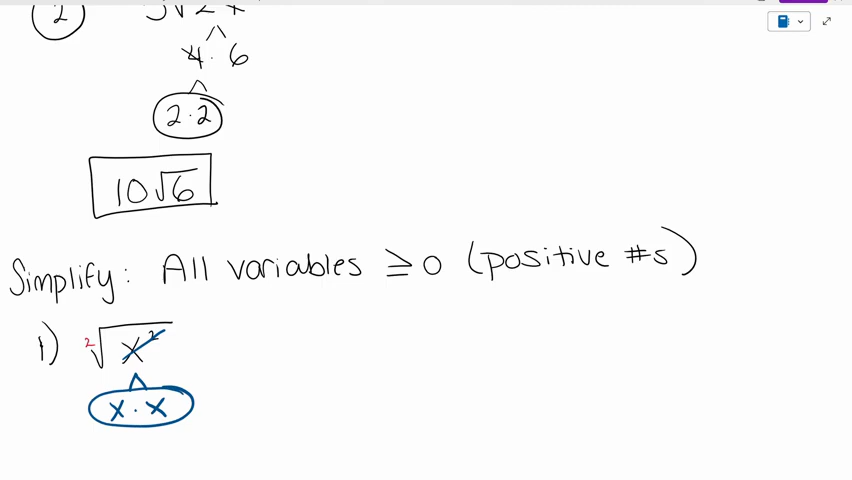 2
4 · 6
2 · 2
10√6
Simplify: All variables ≥ 0 (positive #s)
1) ²√x²
x · x